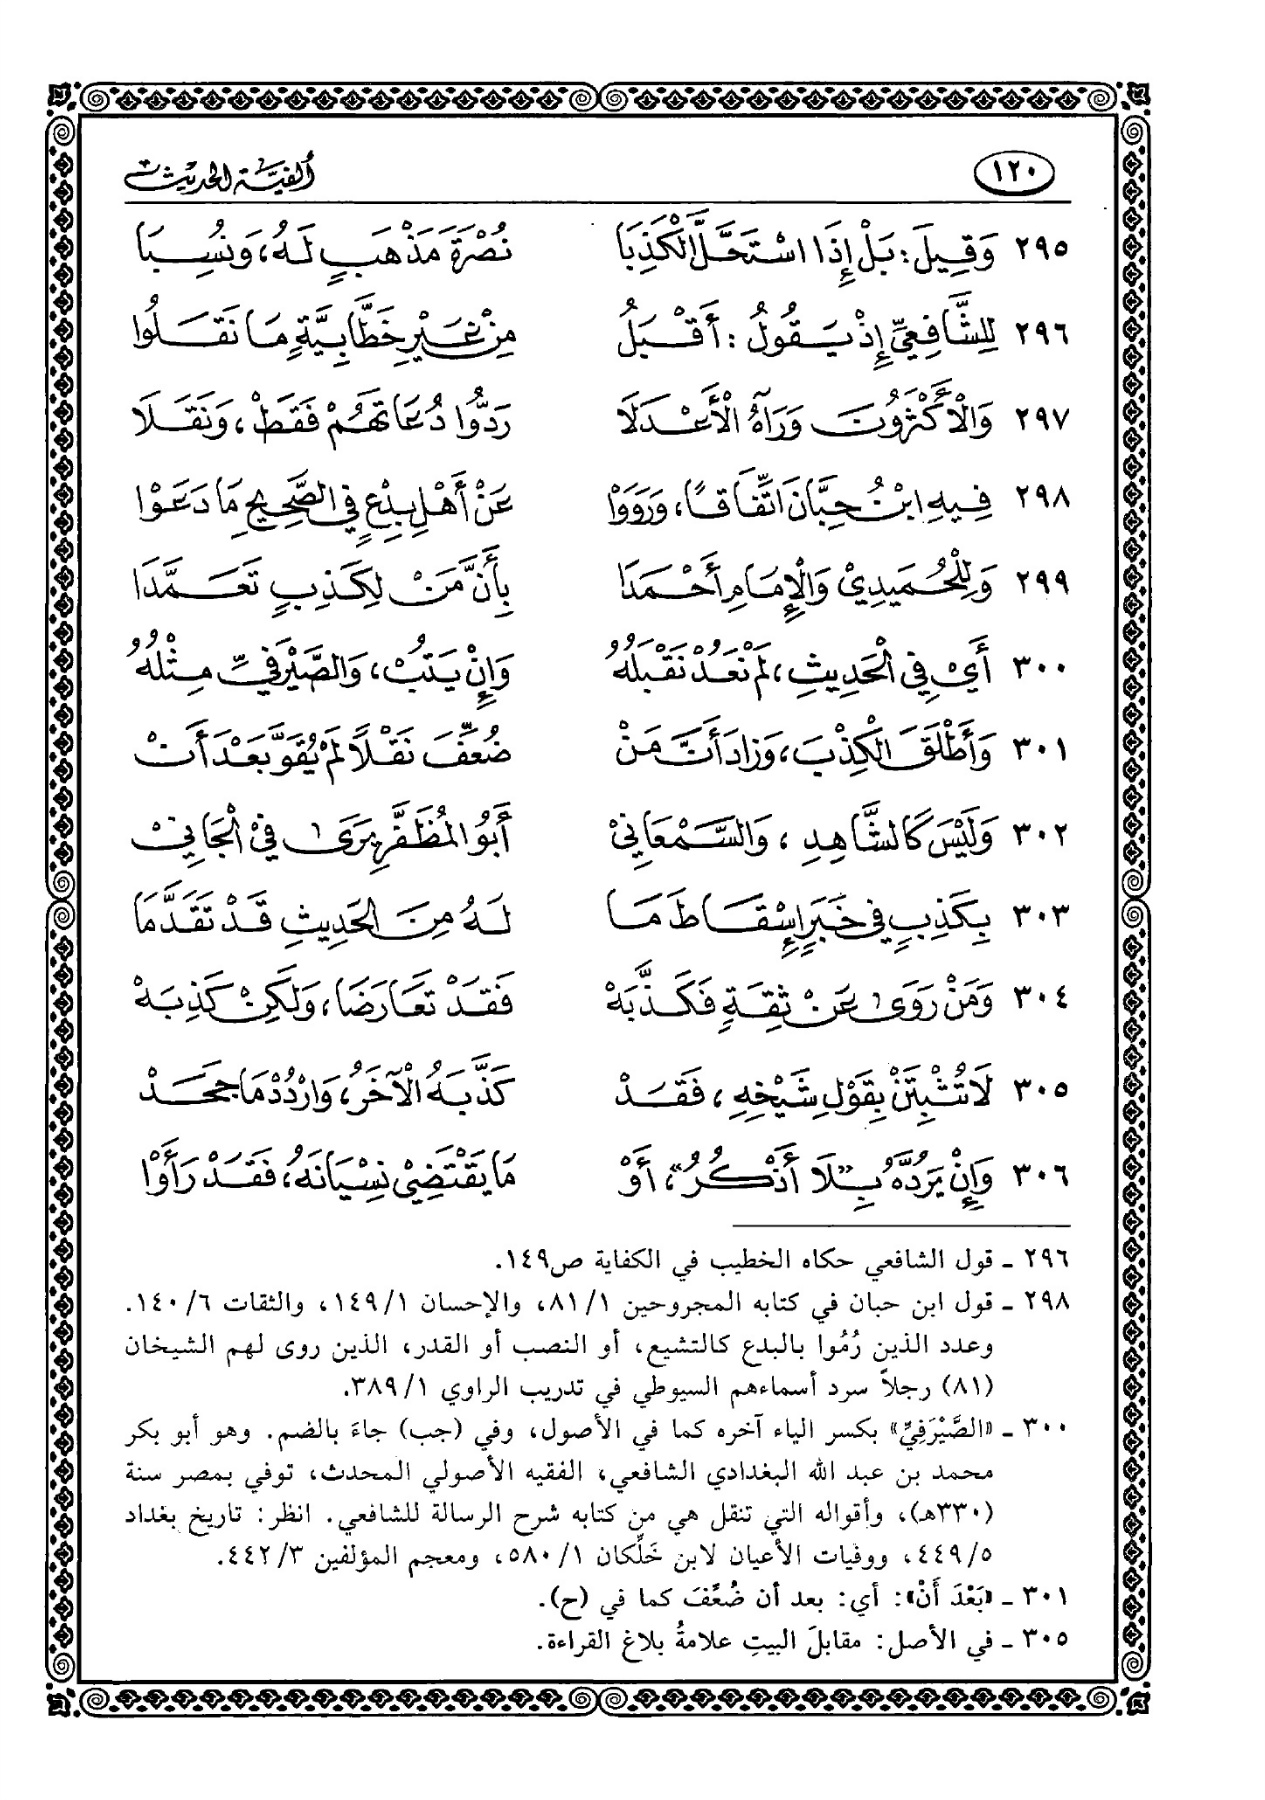 ١٢٠ ألفية الحديث
٢٩٥ وَقِيلَ: بَلْ إِذَا اسْتَحَلَّ الْكَذِبَا نُصْرَةَ مَذْهَبٍ لَهُ، وَنُسِبَا
٢٩٦ لِلشَّافِعِيِّ إِذْ يَقُولُ: أَقْبَلُ مِنْ غَيْرِ خَطَّابِيَّةٍ مَا نَقَلُوا
٢٩٧ وَالْأَكْثَرُونَ وَرَآهُ الْأَعْدَلَا رَدُّوا دُعَاتَهُمْ فَقَطْ، وَنَقَلَا
٢٩٨ فِيهِ ابْنُ حِبَّانَ اتِّفَاقًا، وَرَوَوْا عَنْ أَهْلِ بِدْعٍ فِي الصَّحِيحِ مَا دَعَوْا
٢٩٩ وَلِلْحُمَيْدِيْ وَالْإِمَامِ أَحْمَدَا بِأَنَّ مَنْ لِكَذِبٍ تَعَمَّدَا
٣٠٠ أَيْ فِي الْحَدِيثِ، لَمْ نَعُدْ نَقْبَلُهُ وَإِنْ يَتُبْ، وَالصَّيْرَفِيِّ مِثْلُهُ
٣٠١ وَأَطْلَقَ الْكِذْبَ، وَزَادَ أَنَّ مَنْ ضُعِّفَ نَقْلًا لَمْ يُقَوَّ بَعْدَ أَنْ
٣٠٢ وَلَيْسَ كَالشَّاهِدِ، وَالسَّمْعَانِيْ أَبُو الْمُظَفَّرِ يَرَى فِيْ الْجَانِيْ
٣٠٣ بِكَذِبٍ فِي خَبَرٍ إِسْقَاطَ مَا لَهُ مِنَ الْحَدِيثِ قَدْ تَقَدَّمَا
٣٠٤ وَمَنْ رَوَى عَنْ ثِقَةٍ فَكَذَّبَهْ فَقَدْ تَعَارَضَا، وَلَكِنْ كَذِبَهْ
٣٠٥ لَا تُثْبِتَنْ بِقَوْلِ شَيْخِهِ، فَقَدْ كَذَّبَهُ الْآخَرُ، وَارْدُدْ مَا جَحَدْ
٣٠٦ وَإِنْ يَرُدَّهُ بِـ«لَا أَذْكُرُ»، أَوْ مَا يَقْتَضِيْ نِسْيَانَهُ، فَقَدْ رَأَوْا
٢٩٦ ـ قول الشافعي حكاه الخطيب في الكفاية ص١٤٩.
٢٩٨ ـ قول ابن حبان في كتابه المجروحين ١/ ٨١، والإحسان ١/ ١٤٩، والثقات ٦/ ١٤٠.
وعدد الذين رُمُوا بالبدع كالتشيع، أو النصب أو القدر، الذين روى لهم الشيخان
(٨١) رجلاً سرد أسماءهم السيوطي في تدريب الراوي ١/ ٣٨٩.
٣٠٠ ـ «الصَّيْرَفِيِّ» بكسر الياء آخره كما في الأصول، وفي (جب) جاءَ بالضم. وهو أبو بكر
محمد بن عبد الله البغدادي الشافعي، الفقيه الأصولي المحدث، توفي بمصر سنة
(٣٣٠هـ)، وأقواله التي تنقل هي من كتابه شرح الرسالة للشافعي. انظر: تاريخ بغداد
٥/ ٤٤٩، ووفيات الأعيان لابن خَلِّكان ١/ ٥٨٠، ومعجم المؤلفين ٣/ ٤٤٢.
٣٠١ ـ «بَعْدَ أَنْ»: أي: بعد أن ضُعِّفَ كما في (ح).
٣٠٥ ـ في الأصل: مقابلَ البيتِ علامةُ بلاغ القراءة.